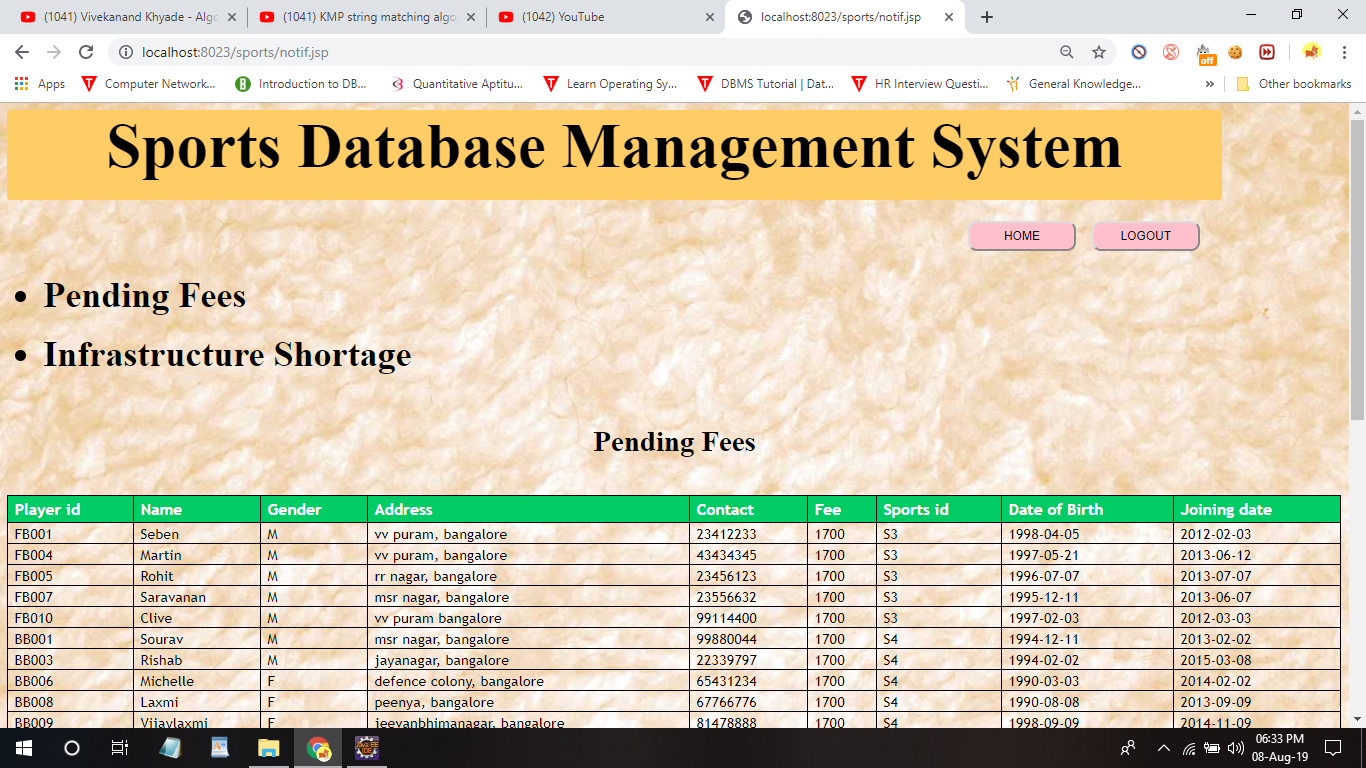 (1041) Vivekanand Khyade - Algo
(1041) KMP string matching algo
(1042) YouTube
localhost:8023/sports/notif.jsp
localhost:8023/sports/notif.jsp
off
Apps
Computer Network...
Introduction to DB...
Quantitative Aptitu...
Learn Operating Sy...
DBMS Tutorial | Dat...
HR Interview Questi...
General Knowledge...
»
Other bookmarks
Sports Database Management System
HOME LOGOUT
• Pending Fees
• Infrastructure Shortage
Pending Fees
Player id Name Gender Address Contact Fee Sports id Date of Birth Joining date
FB001 Seben M vv puram, bangalore 23412233 1700 S3 1998-04-05 2012-02-03
FB004 Martin M vv puram, bangalore 43434345 1700 S3 1997-05-21 2013-06-12
FB005 Rohit M rr nagar, bangalore 23456123 1700 S3 1996-07-07 2013-07-07
FB007 Saravanan M msr nagar, bangalore 23556632 1700 S3 1995-12-11 2013-06-07
FB010 Clive M vv puram bangalore 99114400 1700 S3 1997-02-03 2012-03-03
BB001 Sourav M msr nagar, bangalore 99880044 1700 S4 1994-12-11 2013-02-02
BB003 Rishab M jayanagar, bangalore 22339797 1700 S4 1994-02-02 2015-03-08
BB006 Michelle F defence colony, bangalore 65431234 1700 S4 1990-03-03 2014-02-02
BB008 Laxmi F peenya, bangalore 67766776 1700 S4 1990-08-08 2013-09-09
BB009 Vijaylaxmi F jeevanbhimanagar, bangalore 81478888 1700 S4 1998-09-09 2014-11-09
06:33 PM
08-Aug-19